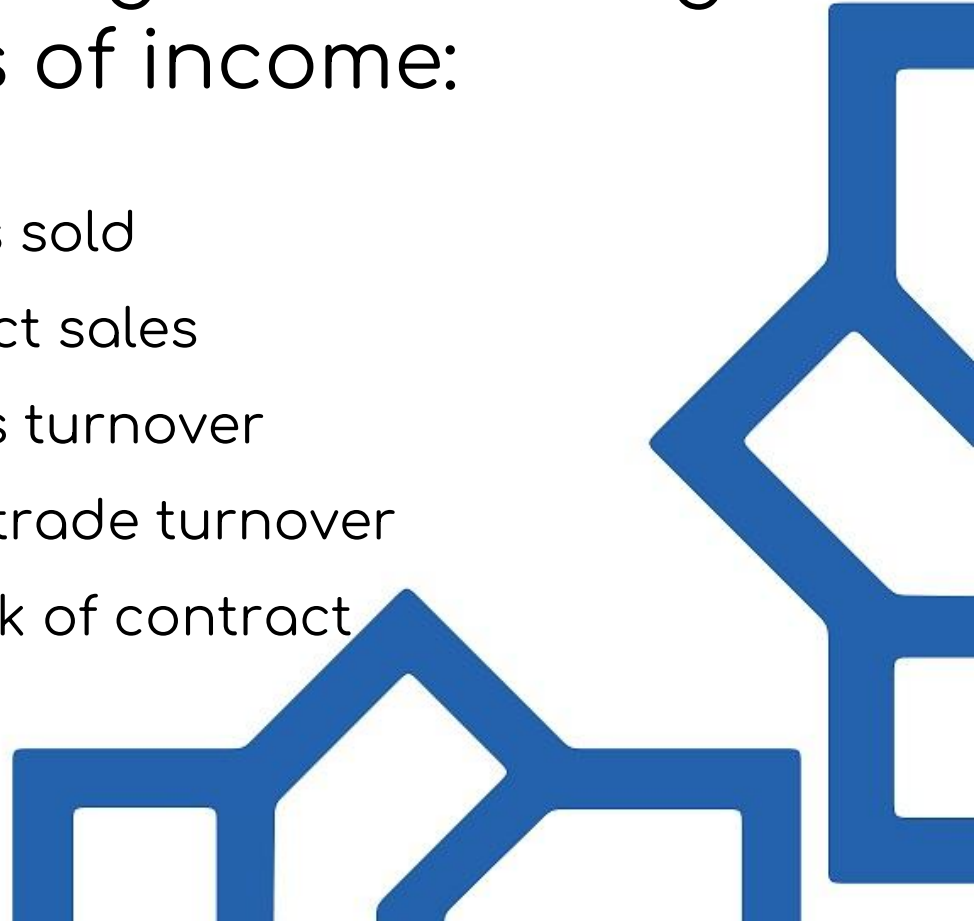 s of income:
s sold
ct sales
s turnover
trade turnover
k of contract